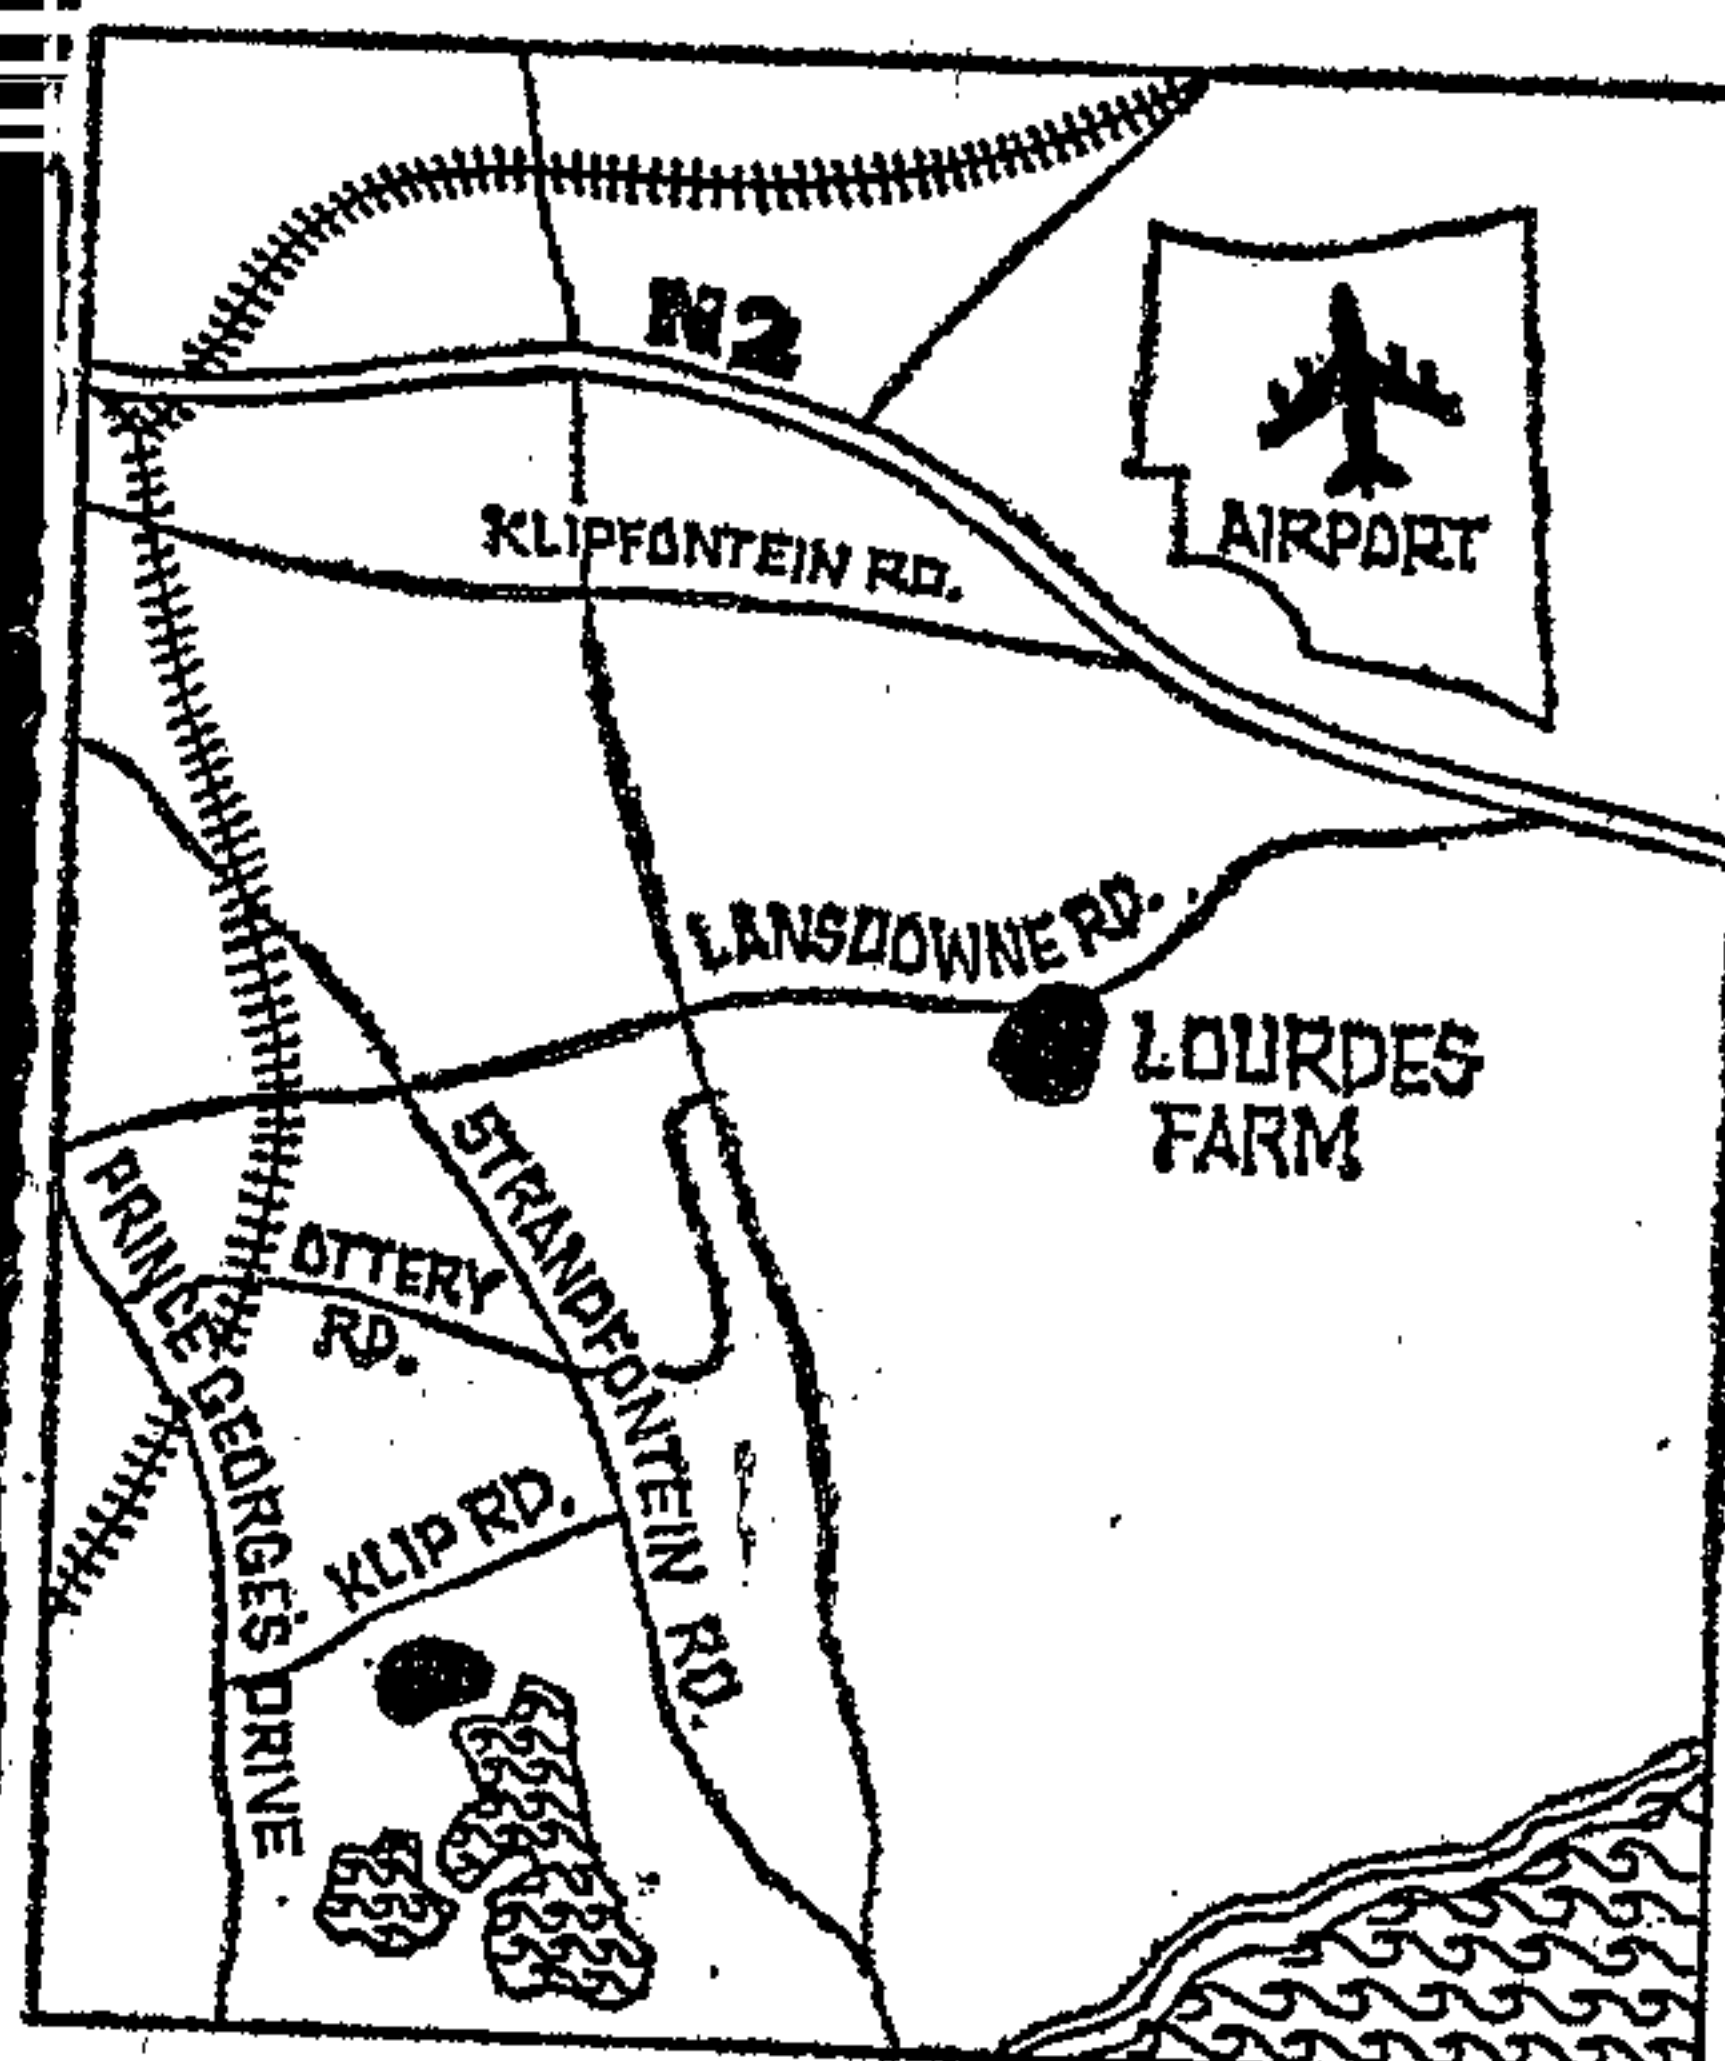 N2
KLIPFONTEIN RD.
AIRPORT
LANSDOWNE RD.
LOURDES
FARM
PRINCE GEORGE'S DRIVE
OTTERY
RD.
STRANDFONTEIN RD.
KLIP RD.